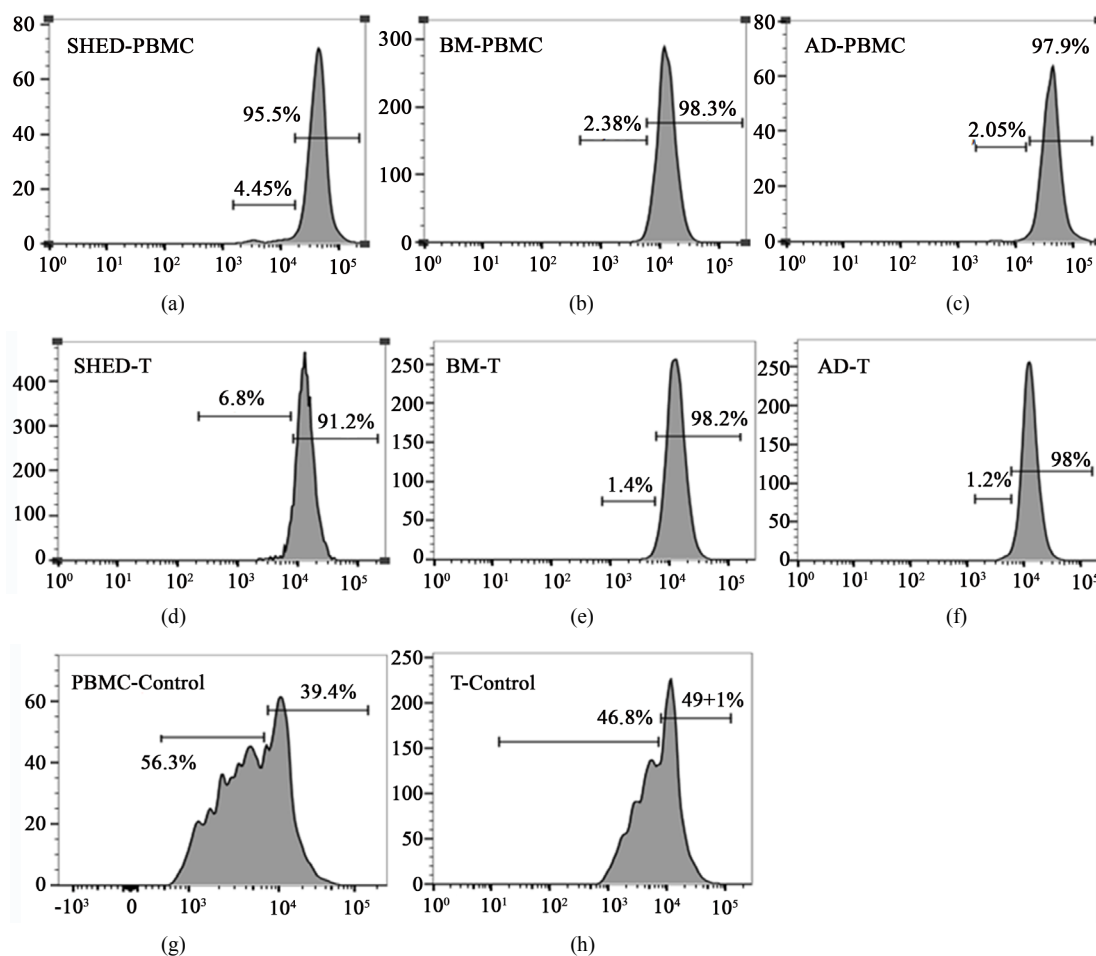 SHED-PBMC
80
60
40
20
0
95.5%
4.45%
10⁰ 10¹ 10² 10³ 10⁴ 10⁵
(a)
BM-PBMC
300
200
100
0
2.38%
98.3%
10⁰ 10¹ 10² 10³ 10⁴ 10⁵
(b)
AD-PBMC
80
60
40
20
0
97.9%
2.05%
10⁰ 10¹ 10² 10³ 10⁴ 10⁵
(c)
SHED-T
400
300
200
100
0
6.8%
91.2%
10⁰ 10¹ 10² 10³ 10⁴ 10⁵
(d)
BM-T
250
200
150
100
50
0
98.2%
1.4%
10⁰ 10¹ 10² 10³ 10⁴ 10⁵
(e)
AD-T
250
200
150
100
50
0
98%
1.2%
10⁰ 10¹ 10² 10³ 10⁴ 10⁵
(f)
PBMC-Control
60
40
20
0
39.4%
56.3%
-10³ 0 10³ 10⁴ 10⁵
(g)
T-Control
250
200
150
100
50
0
46.8%
49+1%
10⁰ 10¹ 10² 10³ 10⁴ 10⁵
(h)